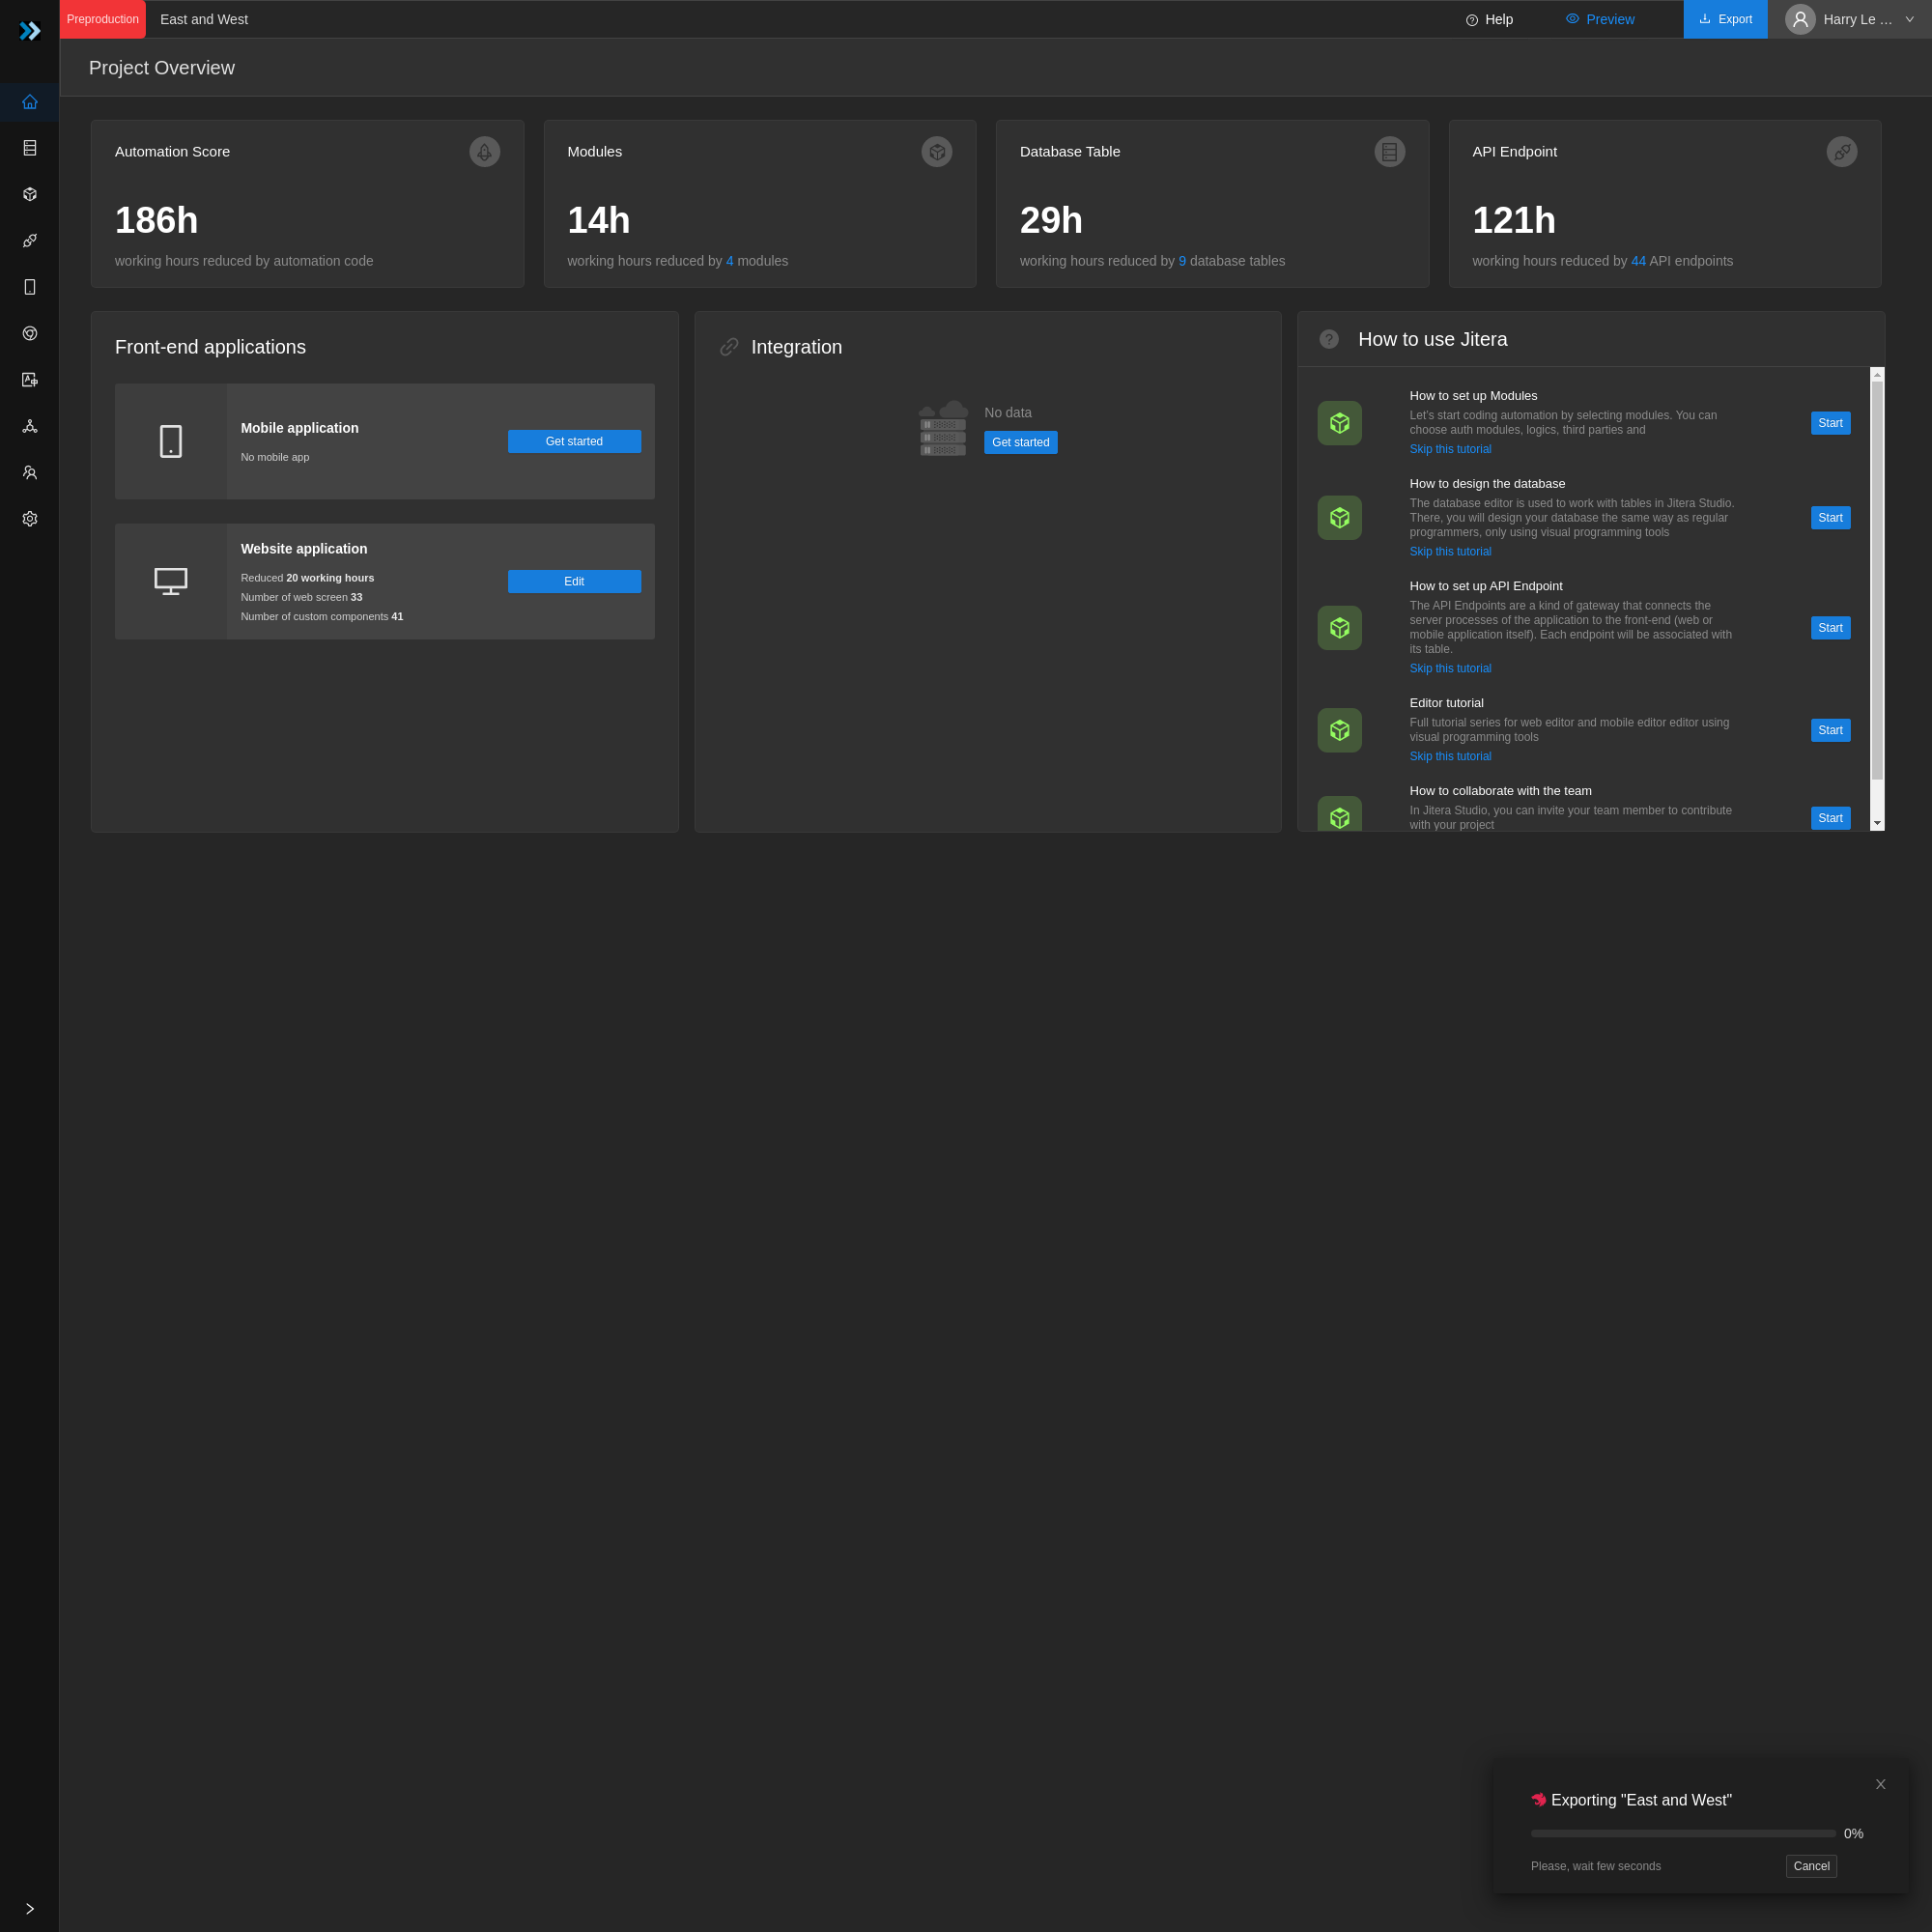 Preproduction
East and West
Help
Preview
Export
Harry Le ...
Project Overview
Automation Score
186h
working hours reduced by automation code
Modules
14h
working hours reduced by 4 modules
Database Table
29h
working hours reduced by 9 database tables
API Endpoint
121h
working hours reduced by 44 API endpoints
Front-end applications
Mobile application
No mobile app
Get started
Website application
Reduced 20 working hours
Number of web screen 33
Number of custom components 41
Edit
Integration
No data
Get started
How to use Jitera
How to set up Modules
Let's start coding automation by selecting modules. You can
choose auth modules, logics, third parties and
Skip this tutorial
Start
How to design the database
The database editor is used to work with tables in Jitera Studio.
There, you will design your database the same way as regular
programmers, only using visual programming tools
Skip this tutorial
Start
How to set up API Endpoint
The API Endpoints are a kind of gateway that connects the
server processes of the application to the front-end (web or
mobile application itself). Each endpoint will be associated with
its table.
Skip this tutorial
Start
Editor tutorial
Full tutorial series for web editor and mobile editor editor using
visual programming tools
Skip this tutorial
Start
How to collaborate with the team
In Jitera Studio, you can invite your team member to contribute
with your project
Start
Exporting "East and West"
0%
Please, wait few seconds
Cancel